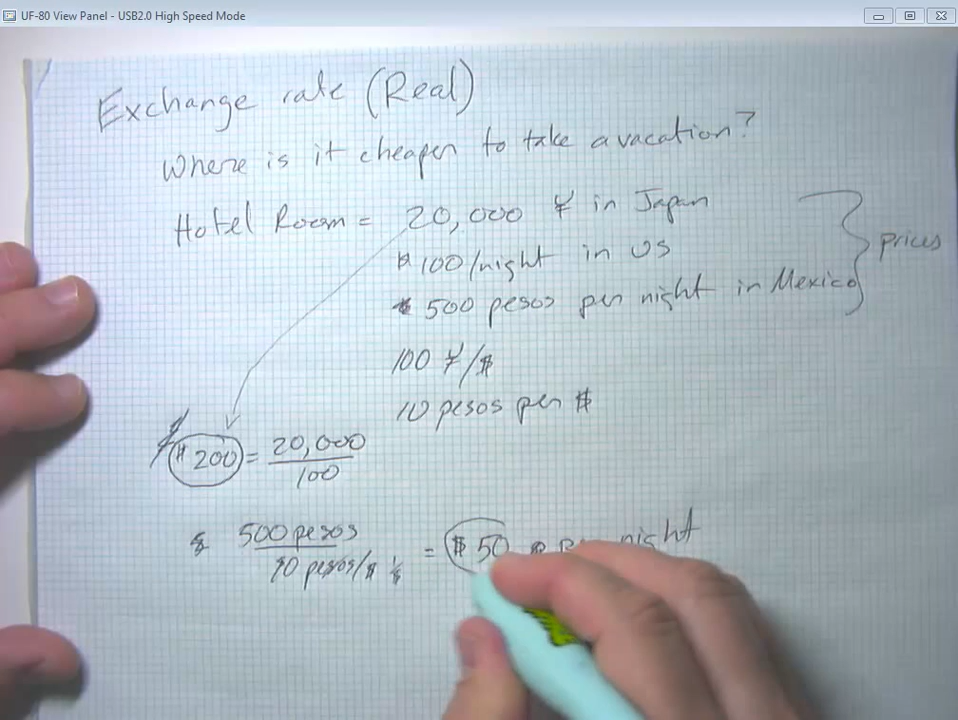 UF-80 View Panel - USB2.0 High Speed Mode
Exchange rate (Real)
Where is it cheaper to take a vacation?
Hotel Room = 20,000 ¥ in Japan
$100/night in US
500 pesos per night in Mexico
prices
100 ¥/$
10 pesos per $
$200 = 20,000
100
500 pesos
10 pesos/$
= $50
night